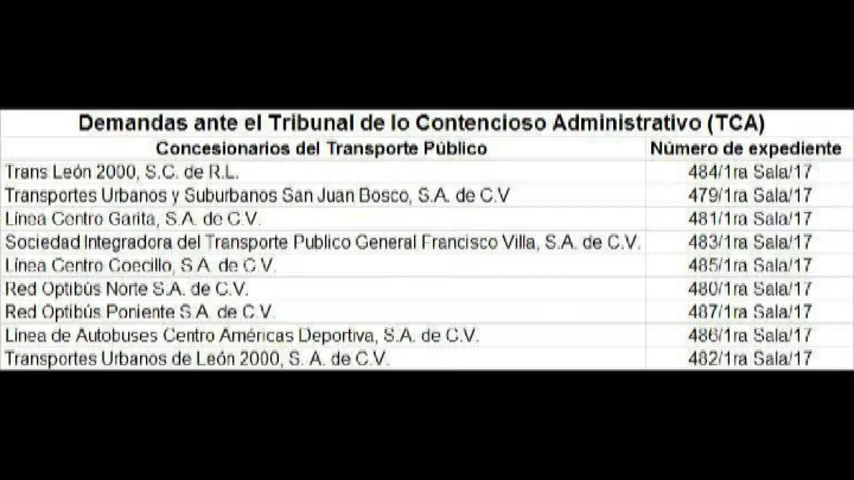 Demandas ante el Tribunal de lo Contencioso Administrativo (TCA)
Concesionarios del Transporte Público Número de expediente
Trans León 2000, S.C. de R.L. 484/1ra Sala/17
Transportes Urbanos y Suburbanos San Juan Bosco, S.A. de C.V 479/1ra Sala/17
Línea Centro Garita, S.A. de C.V. 481/1ra Sala/17
Sociedad Integradora del Transporte Publico General Francisco Villa, S.A. de C.V. 483/1ra Sala/17
Línea Centro Coecillo, S.A. de C.V. 485/1ra Sala/17
Red Optibús Norte S.A. de C.V. 480/1ra Sala/17
Red Optibús Poniente S.A. de C.V. 487/1ra Sala/17
Linea de Autobuses Centro Américas Deportiva, S.A. de C.V. 486/1ra Sala/17
Transportes Urbanos de León 2000, S. A. de C.V. 482/1ra Sala/17